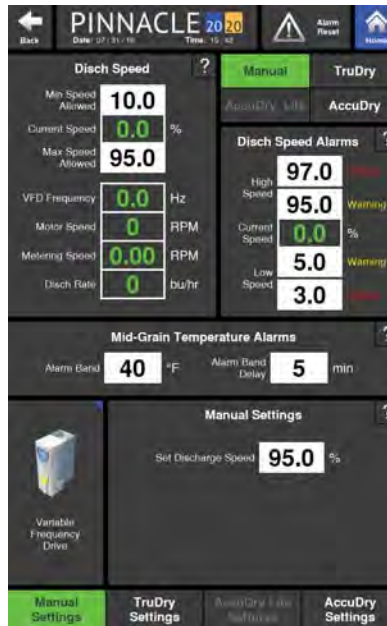 Back
PINNACLE 20 20
Date: 07 / 31 / 18 Time: 15 : 42
Alarm
Reset
Home
Disch Speed ?
Min Speed
Allowed 10.0
Current Speed 0.0 %
Max Speed
Allowed 95.0
VFD Frequency 0.0 Hz
Motor Speed 0 RPM
Metering Speed 0.00 RPM
Disch Rate 0 bu/hr
Manual TruDry
AccuDry Lite AccuDry
Disch Speed Alarms ?
High
Speed
97.0
95.0 Warning
Current
Speed 0.0 %
Low
Speed
5.0 Warning
3.0
Mid-Grain Temperature Alarms ?
Alarm Band 40 °F
Alarm Band
Delay 5 min
Variable
Frequency
Drive
Manual Settings ?
Set Discharge Speed 95.0 %
Manual
Settings
TruDry
Settings
AccuDry Lite
Settings
AccuDry
Settings